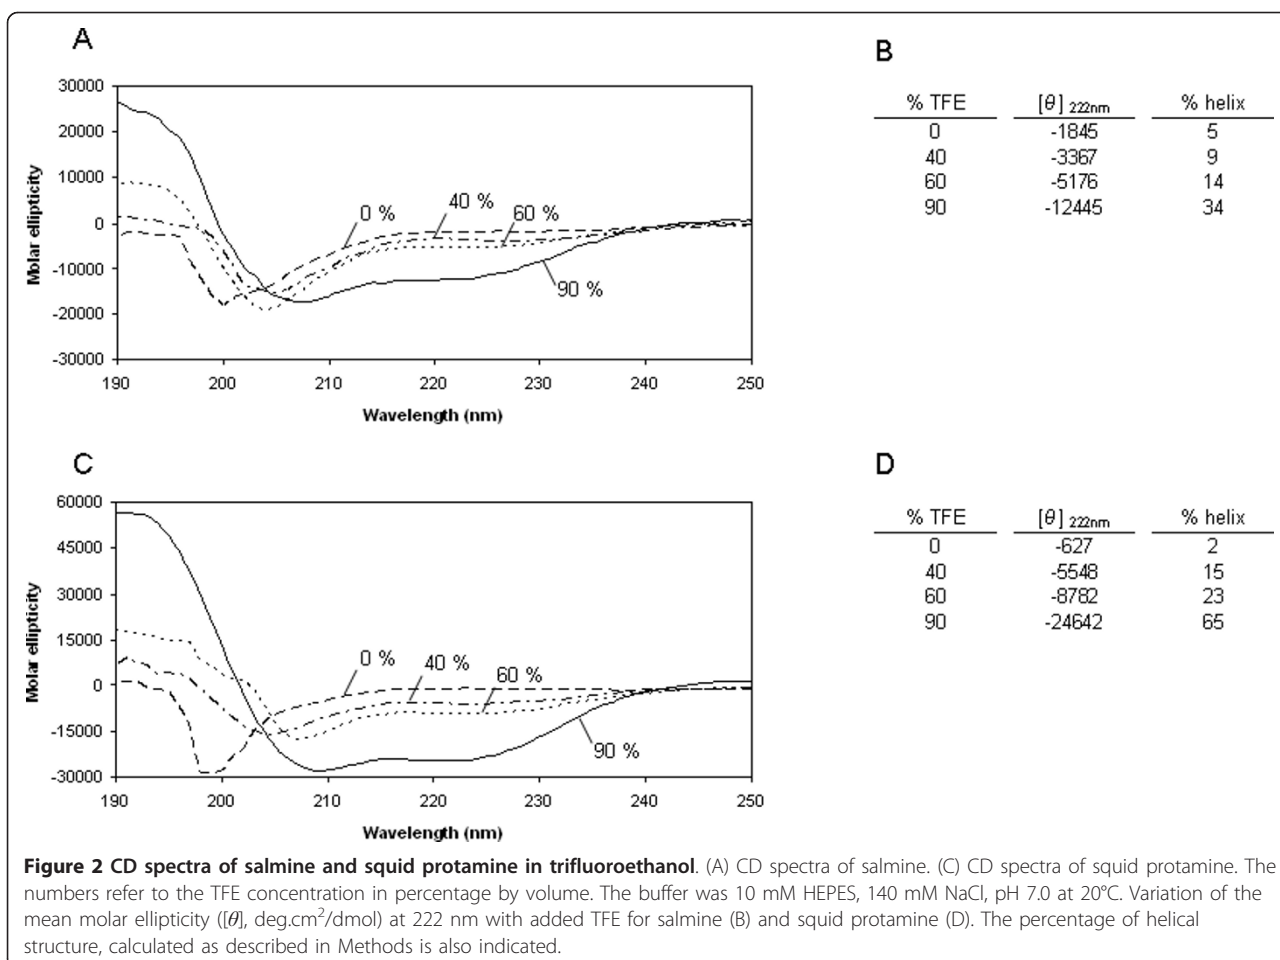 A
30000
20000
10000
0
-10000
-20000
-30000
Molar ellipticity
0 %
40 %
60 %
90 %
190 200 210 220 230 240 250
Wavelength (nm)
B
% TFE [θ] 222nm % helix
0 -1845 5
40 -3367 9
60 -5176 14
90 -12445 34
C
60000
45000
30000
15000
0
-15000
-30000
Molar ellipticity
0 %
40 %
60 %
90 %
190 200 210 220 230 240 250
Wavelength (nm)
D
% TFE [θ] 222nm % helix
0 -627 2
40 -5548 15
60 -8782 23
90 -24642 65
Figure 2 CD spectra of salmine and squid protamine in trifluoroethanol. (A) CD spectra of salmine. (C) CD spectra of squid protamine. The
numbers refer to the TFE concentration in percentage by volume. The buffer was 10 mM HEPES, 140 mM NaCl, pH 7.0 at 20°C. Variation of the
mean molar ellipticity ([θ], deg.cm²/dmol) at 222 nm with added TFE for salmine (B) and squid protamine (D). The percentage of helical
structure, calculated as described in Methods is also indicated.